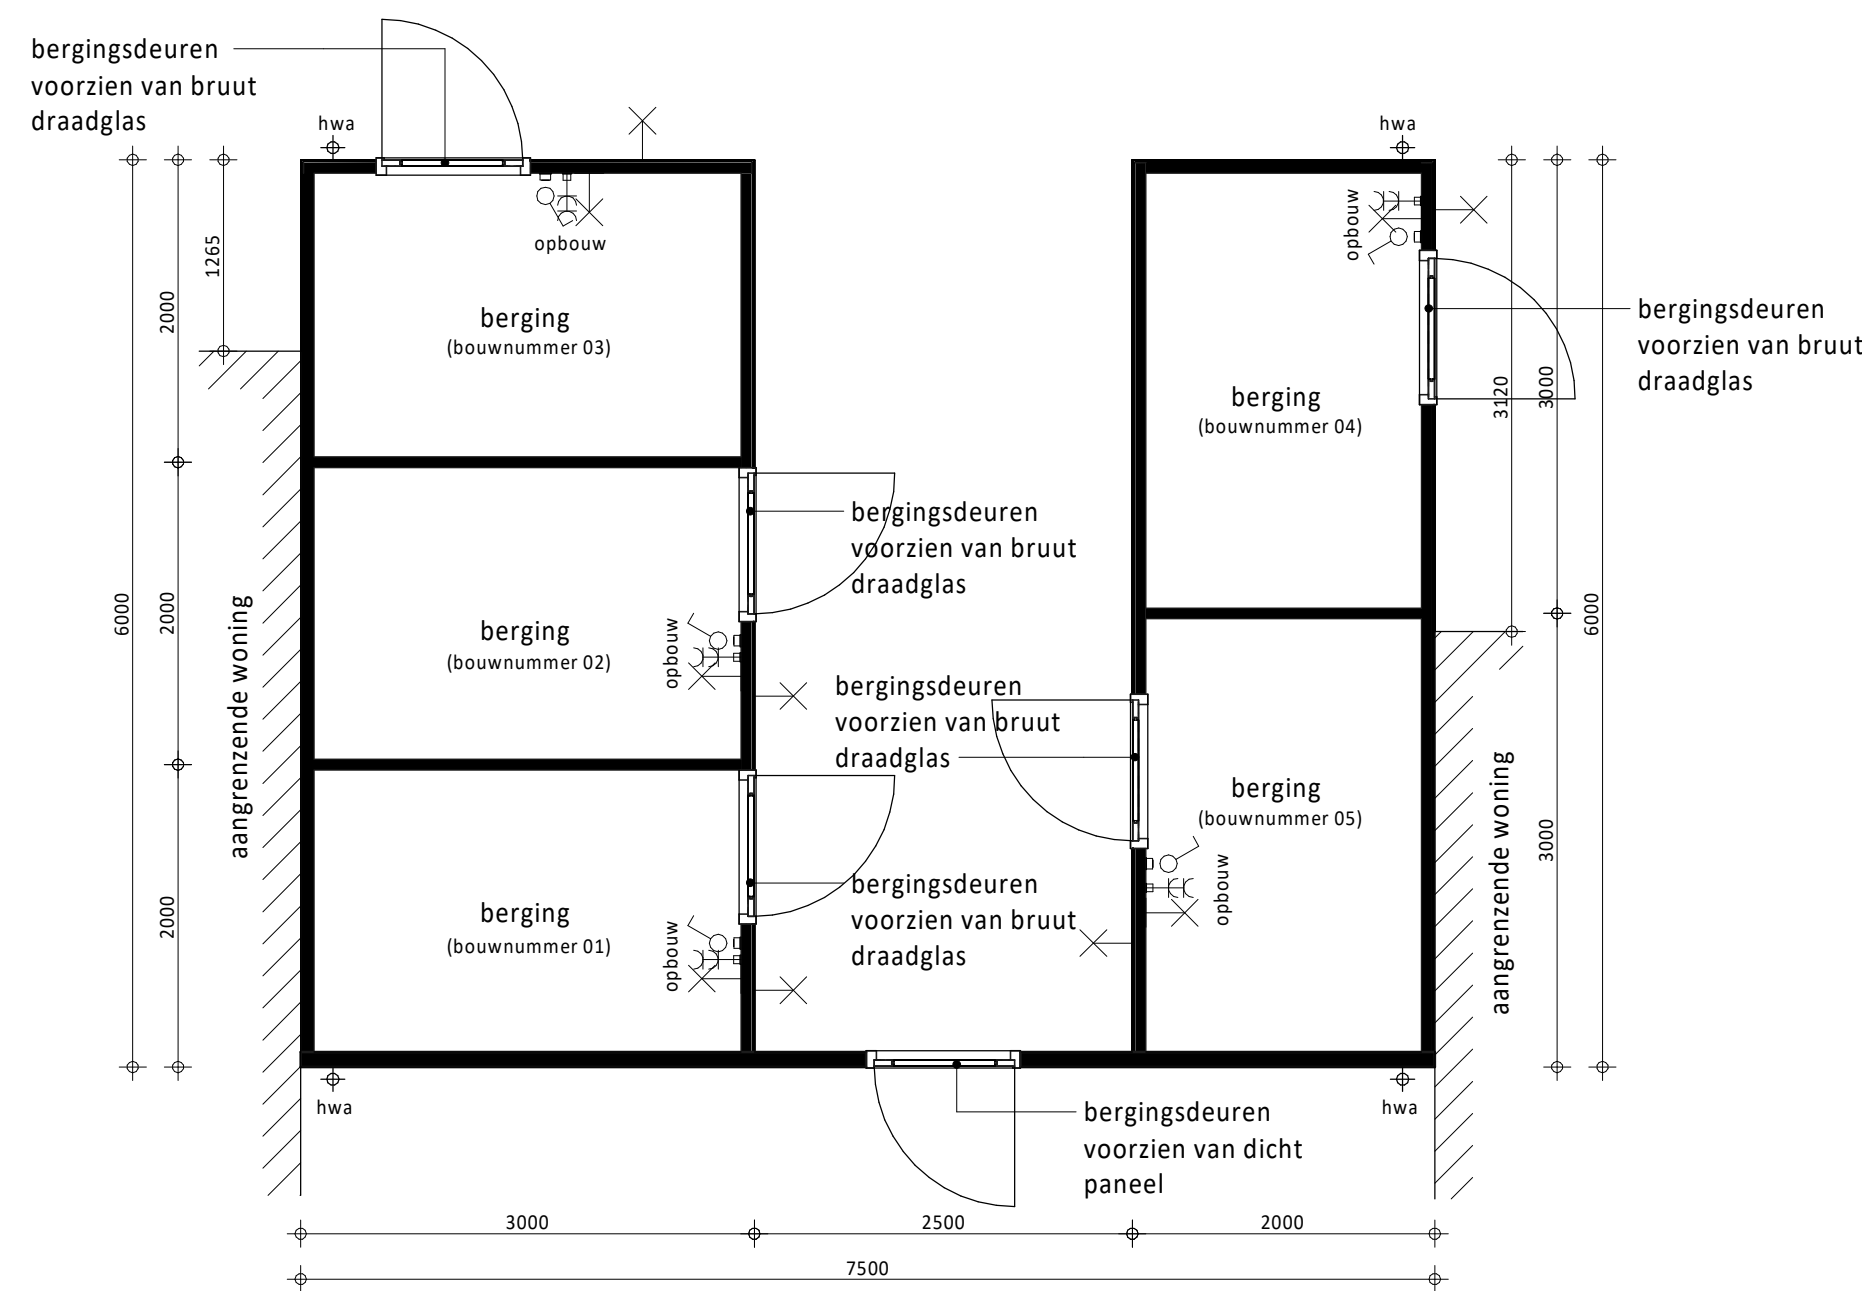 bergingsdeuren
voorzien van bruut
draadglas
hwa
hwa
1265
2000
opbouw
berging
(bouwnummer 03)
opbouw
bergingsdeuren
voorzien van bruut
draadglas
3120
3000
berging
(bouwnummer 04)
bergingsdeuren
voorzien van bruut
draadglas
6000
2000
aangrenzende woning
berging
(bouwnummer 02)
opbouw
6000
bergingsdeuren
voorzien van bruut
draadglas
berging
(bouwnummer 05)
3000
aangrenzende woning
opbouw
2000
berging
(bouwnummer 01)
opbouw
bergingsdeuren
voorzien van bruut
draadglas
hwa
hwa
bergingsdeuren
voorzien van dicht
paneel
3000
2500
2000
7500